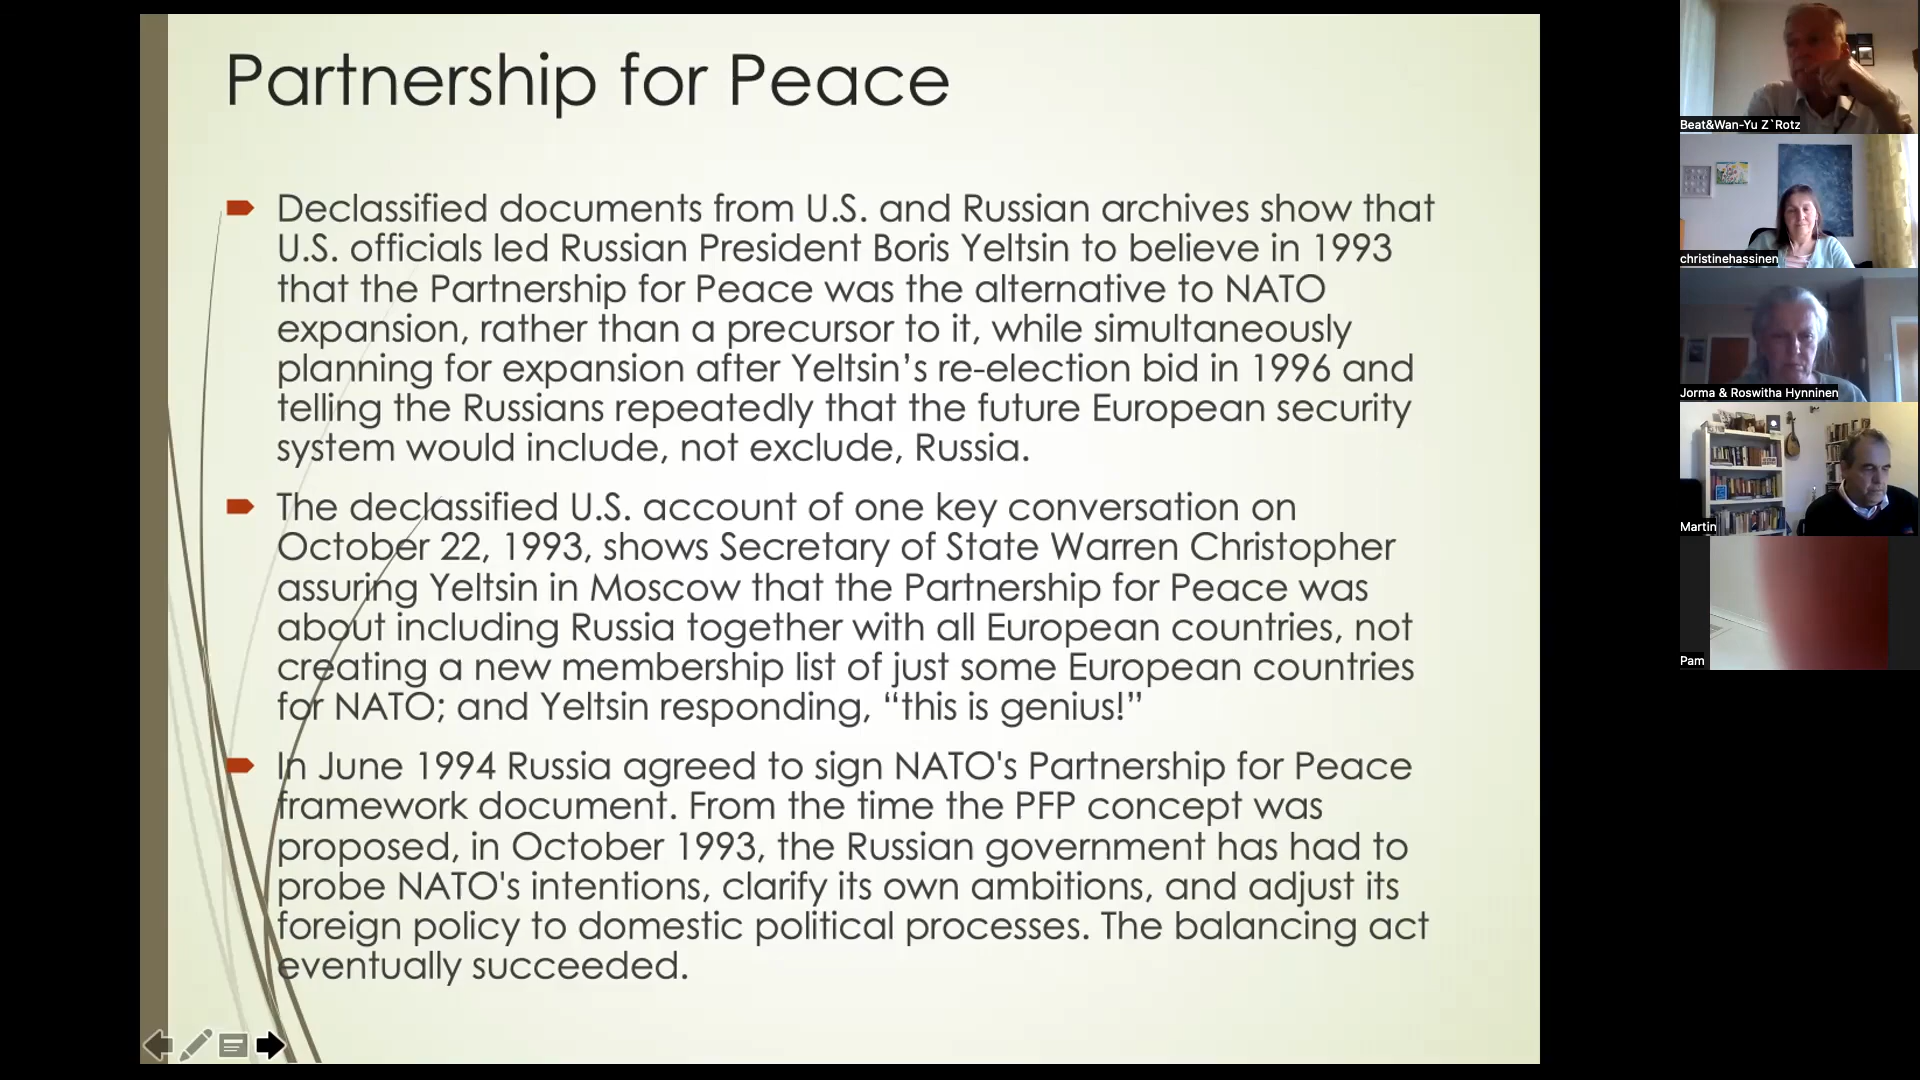 Partnership for Peace
Declassified documents from U.S. and Russian archives show that
U.S. officials led Russian President Boris Yeltsin to believe in 1993
that the Partnership for Peace was the alternative to NATO
expansion, rather than a precursor to it, while simultaneously
planning for expansion after Yeltsin’s re-election bid in 1996 and
telling the Russians repeatedly that the future European security
system would include, not exclude, Russia.
The declassified U.S. account of one key conversation on
October 22, 1993, shows Secretary of State Warren Christopher
assuring Yeltsin in Moscow that the Partnership for Peace was
about including Russia together with all European countries, not
creating a new membership list of just some European countries
for NATO; and Yeltsin responding, “this is genius!”
In June 1994 Russia agreed to sign NATO's Partnership for Peace
framework document. From the time the PFP concept was
proposed, in October 1993, the Russian government has had to
probe NATO's intentions, clarify its own ambitions, and adjust its
foreign policy to domestic political processes. The balancing act
eventually succeeded.
Beat&Wan-Yu Z`Rotz
christinehassinen
Jorma & Roswitha Hynninen
Martin
Pam